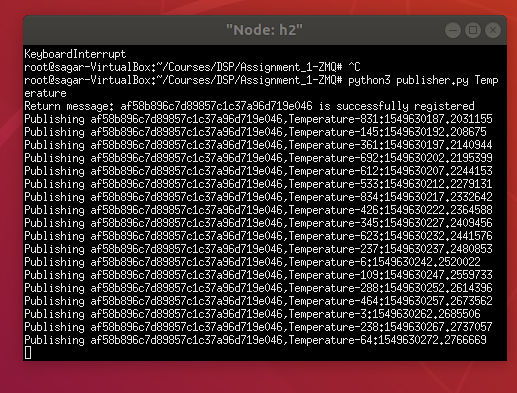 "Node: h2"
KeyboardInterrupt
root@sagar-VirtualBox:~/Courses/DSP/Assignment_1-ZMQ# ^C
root@sagar-VirtualBox:~/Courses/DSP/Assignment_1-ZMQ# python3 publisher.py Temp
erature
Return message: af58b896c7d89857c1c37a96d719e046 is successfully registered
Publishing af58b896c7d89857c1c37a96d719e046,Temperature-831:1549630187.2031155
Publishing af58b896c7d89857c1c37a96d719e046,Temperature-145:1549630192.208675
Publishing af58b896c7d89857c1c37a96d719e046,Temperature-361:1549630197.2140944
Publishing af58b896c7d89857c1c37a96d719e046,Temperature-692:1549630202.2195399
Publishing af58b896c7d89857c1c37a96d719e046,Temperature-612:1549630207.2244153
Publishing af58b896c7d89857c1c37a96d719e046,Temperature-533:1549630212.2279131
Publishing af58b896c7d89857c1c37a96d719e046,Temperature-834:1549630217.2332642
Publishing af58b896c7d89857c1c37a96d719e046,Temperature-426:1549630222.2364588
Publishing af58b896c7d89857c1c37a96d719e046,Temperature-345:1549630227.2409456
Publishing af58b896c7d89857c1c37a96d719e046,Temperature-623:1549630232.2441576
Publishing af58b896c7d89857c1c37a96d719e046,Temperature-237:1549630237.2480953
Publishing af58b896c7d89857c1c37a96d719e046,Temperature-6:1549630242.2520022
Publishing af58b896c7d89857c1c37a96d719e046,Temperature-109:1549630247.2559733
Publishing af58b896c7d89857c1c37a96d719e046,Temperature-288:1549630252.2614396
Publishing af58b896c7d89857c1c37a96d719e046,Temperature-464:1549630257.2673562
Publishing af58b896c7d89857c1c37a96d719e046,Temperature-3:1549630262.2685506
Publishing af58b896c7d89857c1c37a96d719e046,Temperature-238:1549630267.2737057
Publishing af58b896c7d89857c1c37a96d719e046,Temperature-64:1549630272.2766669